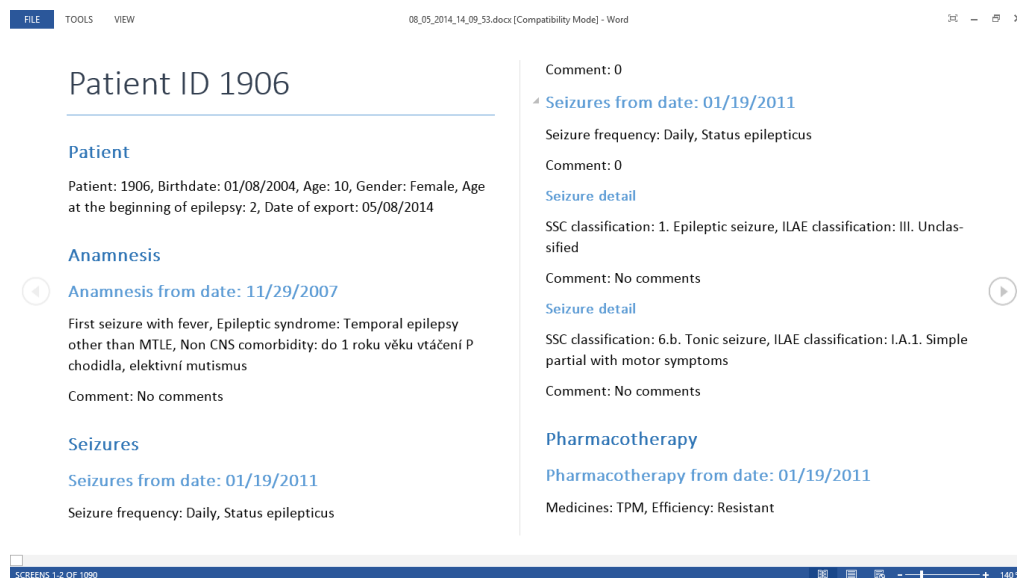 FILE TOOLS VIEW 08_05_2014_14_09_53.docx [Compatibility Mode] - Word
Patient ID 1906
Patient
Patient: 1906, Birthdate: 01/08/2004, Age: 10, Gender: Female, Age
at the beginning of epilepsy: 2, Date of export: 05/08/2014
Anamnesis
Anamnesis from date: 11/29/2007
First seizure with fever, Epileptic syndrome: Temporal epilepsy
other than MTLE, Non CNS comorbidity: do 1 roku věku vtáčení P
chodidla, elektivní mutismus
Comment: No comments
Seizures
Seizures from date: 01/19/2011
Seizure frequency: Daily, Status epilepticus
Comment: 0
Seizures from date: 01/19/2011
Seizure frequency: Daily, Status epilepticus
Comment: 0
Seizure detail
SSC classification: 1. Epileptic seizure, ILAE classification: III. Unclas-
sified
Comment: No comments
Seizure detail
SSC classification: 6.b. Tonic seizure, ILAE classification: I.A.1. Simple
partial with motor symptoms
Comment: No comments
Pharmacotherapy
Pharmacotherapy from date: 01/19/2011
Medicines: TPM, Efficiency: Resistant
SCREENS 1-2 OF 1090